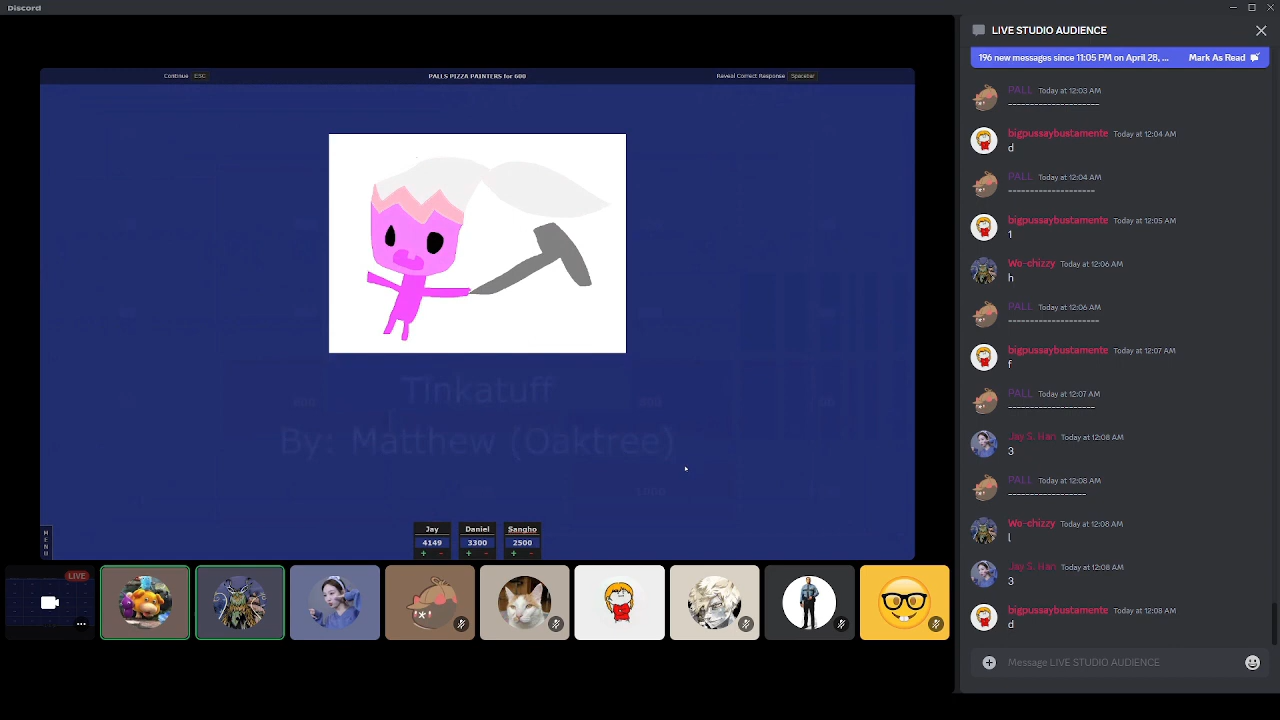 Discord
LIVE STUDIO AUDIENCE
196 new messages since 11:05 PM on April 28, ... Mark As Read
Continue ESC
PALLS PIZZA PAINTERS for 600
Reveal Correct Response Spacebar
Tinkatuff
By: Matthew (Oaktree)
MENU
Jay
4149
+ -
Daniel
3300
+ -
Sangho
2500
+ -
LIVE
PALL Today at 12:03 AM
---------------------
bigpussaybustamente Today at 12:04 AM
d
PALL Today at 12:04 AM
--------------------
bigpussaybustamente Today at 12:05 AM
1
Wo-chizzy Today at 12:06 AM
h
PALL Today at 12:06 AM
---------------------
bigpussaybustamente Today at 12:07 AM
f
PALL Today at 12:07 AM
--------------------
Jay S. Han Today at 12:08 AM
3
PALL Today at 12:08 AM
------------------
Wo-chizzy Today at 12:08 AM
l
Jay S. Han Today at 12:08 AM
3
bigpussaybustamente Today at 12:08 AM
d
Message LIVE STUDIO AUDIENCE